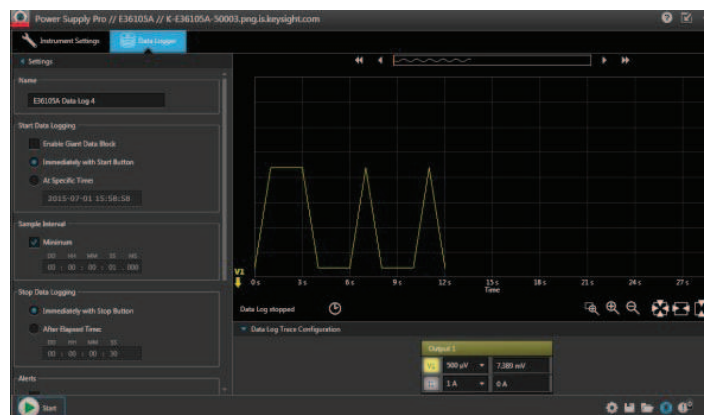 Power Supply Pro // E36105A // K-E36105A-50003.png.is.keysight.com
Instrument Settings
Data Logger
Settings
Name
E36105A Data Log 4
Start Data Logging
Enable Giant Data Block
Immediately with Start Button
At Specific Time:
2015-07-01 15:58:58
Sample Interval
Minimum
DD HH MM SS MS
00 : 00 : 00 : 01 . 000
Stop Data Logging
Immediately with Stop Button
After Elapsed Time:
DD HH MM SS
00 : 00 : 00 : 30
Alerts
Start
V1
0 s 3 s 6 s 9 s 12 s 15 s 18 s 21 s 24 s 27 s
Time
Data Log stopped
Data Log Trace Configuration
Output 1
V1 500 µV 7.389 mV
1 A 0 A